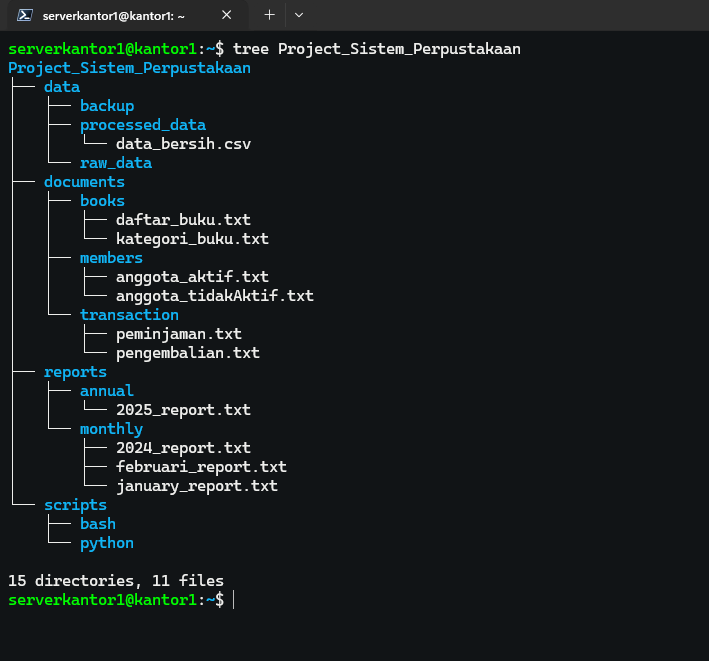 serverkantor1@kantor1: ~
serverkantor1@kantor1:~$ tree Project_Sistem_Perpustakaan
Project_Sistem_Perpustakaan
├── data
│   ├── backup
│   ├── processed_data
│   │   └── data_bersih.csv
│   └── raw_data
├── documents
│   ├── books
│   │   ├── daftar_buku.txt
│   │   └── kategori_buku.txt
│   ├── members
│   │   ├── anggota_aktif.txt
│   │   └── anggota_tidakAktif.txt
│   └── transaction
│       ├── peminjaman.txt
│       └── pengembalian.txt
├── reports
│   ├── annual
│   │   └── 2025_report.txt
│   └── monthly
│       ├── 2024_report.txt
│       ├── februari_report.txt
│       └── january_report.txt
└── scripts
    ├── bash
    └── python
15 directories, 11 files
serverkantor1@kantor1:~$